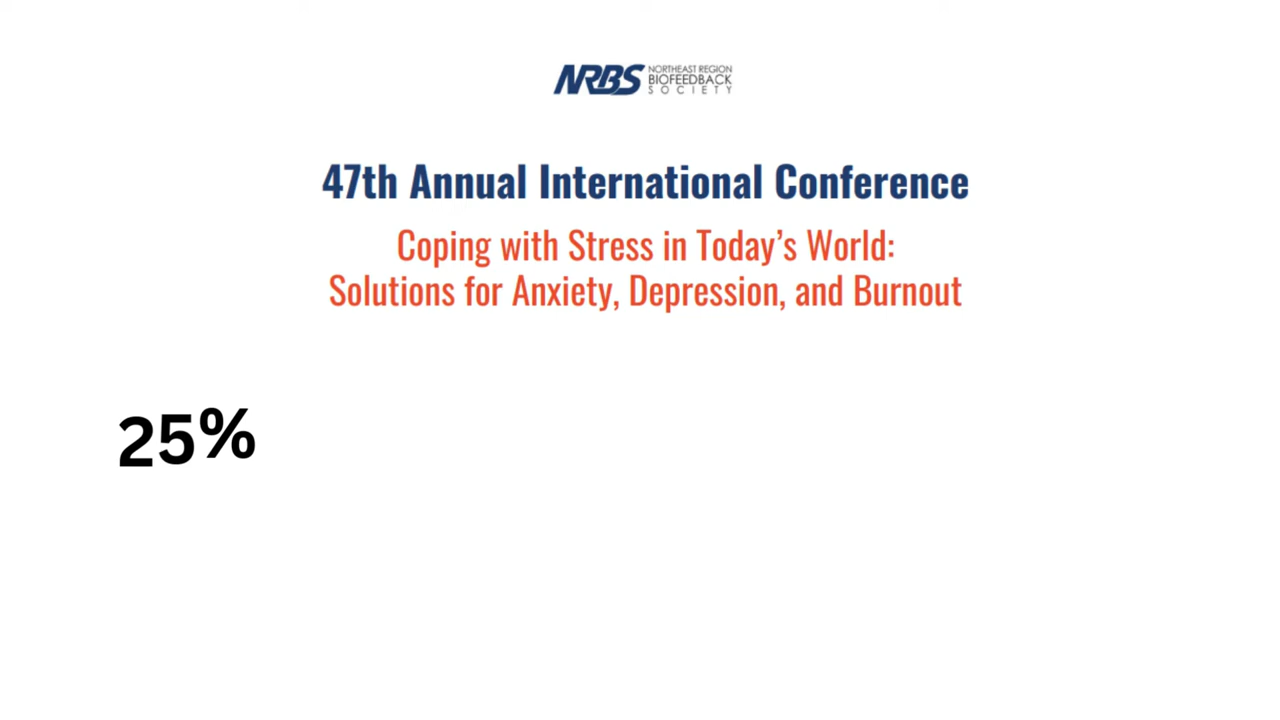 NRBS
NORTHEAST REGION
BIOFEEDBACK
SOCIETY
47th Annual International Conference
Coping with Stress in Today's World:
Solutions for Anxiety, Depression, and Burnout
25%